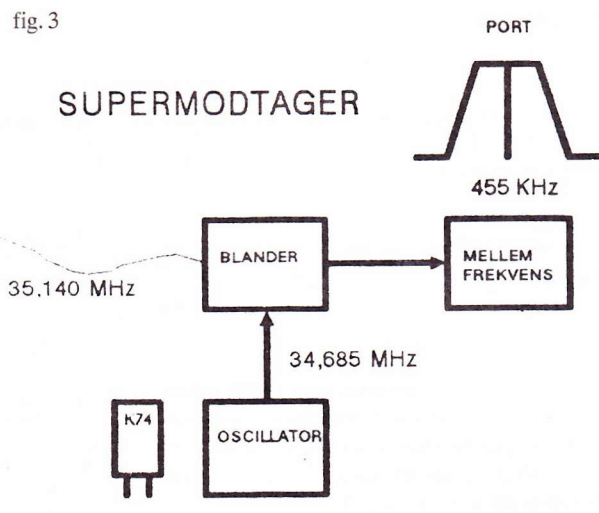 fig. 3
PORT
SUPERMODTAGER
455 KHz
BLANDER
MELLEM
FREKVENS
35,140 MHz
34,685 MHz
K74
OSCILLATOR